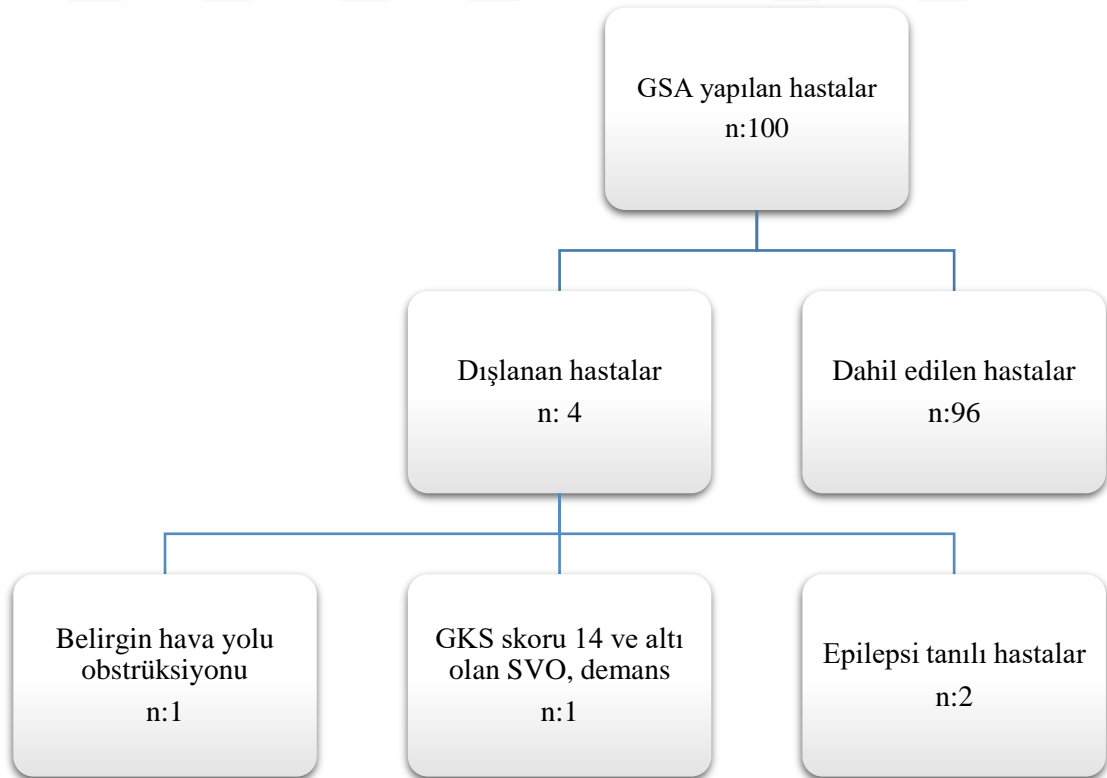 GSA yapılan hastalar
n:100
Dışlanan hastalar
n: 4
Dahil edilen hastalar
n:96
Belirgin hava yolu
obstrüksiyonu
n:1
GKS skoru 14 ve altı
olan SVO, demans
n:1
Epilepsi tanılı hastalar
n:2